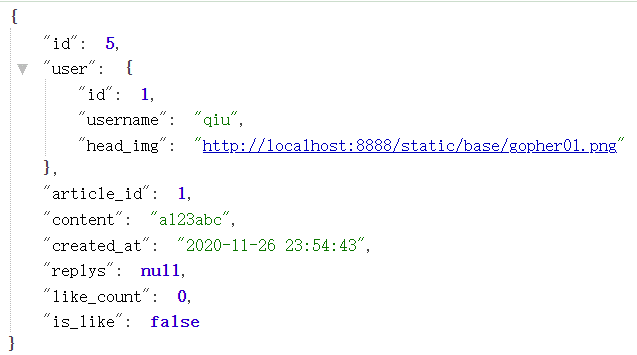 {
"id": 5,
"user": {
"id": 1,
"username": "qiu",
"head_img": "http://localhost:8888/static/base/gopher01.png"
},
"article_id": 1,
"content": "a123abc",
"created_at": "2020-11-26 23:54:43",
"replys": null,
"like_count": 0,
"is_like": false
}